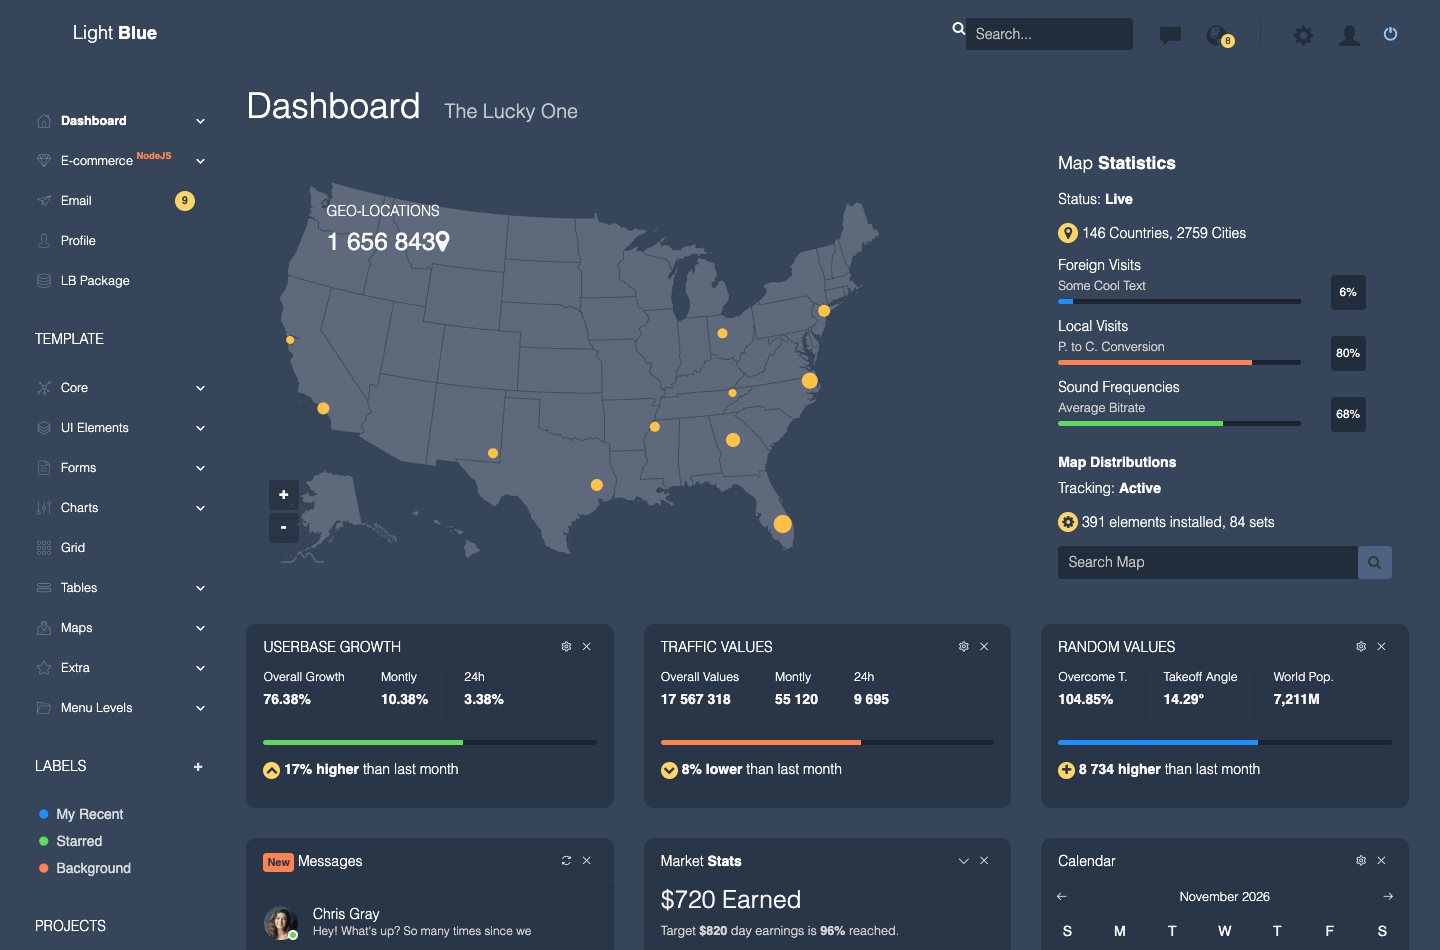 Light Blue
Search...
8
Dashboard
E-commerce NodeJS
Email
9
Profile
LB Package
TEMPLATE
Core
UI Elements
Forms
Charts
Grid
Tables
Maps
Extra
Menu Levels
LABELS
+
My Recent
Starred
Background
PROJECTS
Dashboard The Lucky One
GEO-LOCATIONS
1 656 843
+
-
Map Statistics
Status: Live
146 Countries, 2759 Cities
Foreign Visits
Some Cool Text
6%
Local Visits
P. to C. Conversion
80%
Sound Frequencies
Average Bitrate
68%
Map Distributions
Tracking: Active
391 elements installed, 84 sets
Search Map
USERBASE GROWTH
Overall Growth Montly 24h
76.38% 10.38% 3.38%
17% higher than last month
TRAFFIC VALUES
Overall Values Montly 24h
17 567 318 55 120 9 695
8% lower than last month
RANDOM VALUES
Overcome T. Takeoff Angle World Pop.
104.85% 14.29° 7,211M
8 734 higher than last month
New Messages
Chris Gray
Hey! What's up? So many times since we
Market Stats
$720 Earned
Target $820 day earnings is 96% reached.
Calendar
November 2026
S M T W T F S